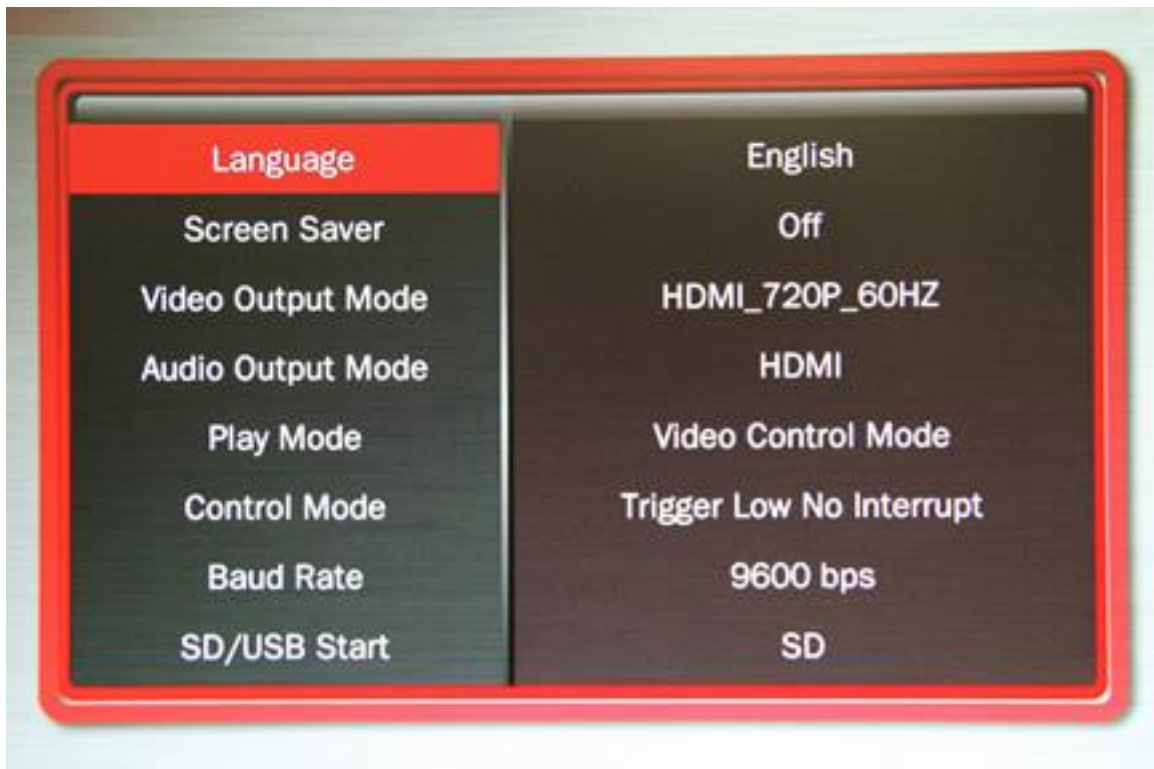 Language English
Screen Saver Off
Video Output Mode HDMI_720P_60HZ
Audio Output Mode HDMI
Play Mode Video Control Mode
Control Mode Trigger Low No Interrupt
Baud Rate 9600 bps
SD/USB Start SD